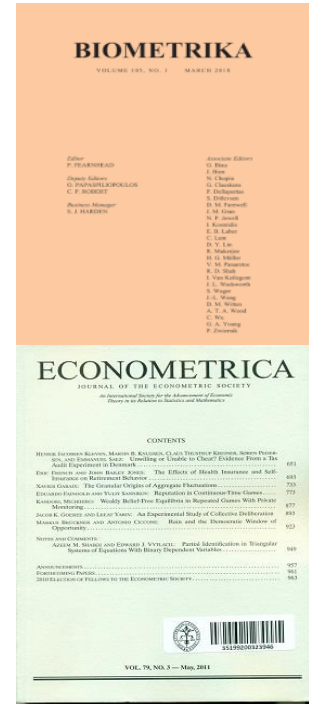 BIOMETRIKA
VOLUME 105, NO. 1 MARCH 2018
Editor
P. FEARNHEAD
Deputy Editors
O. PAPASPILIOPOULOS
C. P. ROBERT
Business Manager
S. J. HARDEN
Associate Editors
G. Blau
J. Bien
N. Chopin
G. Claeskens
P. Dellaportas
S. Didelez
D. M. Farewell
J. M. Gran
N. P. Jewell
I. Kosmidis
E. B. Laber
C. Lam
D. Y. Lin
R. Mukerjee
H. G. Müller
V. M. Panaretos
R. D. Shah
I. Van Keilegom
J. L. Wadsworth
S. Wager
J.-L. Wang
D. M. Witten
A. T. A. Wood
C. Wu
G. A. Young
P. Zwiernik
ECONOMETRICA
JOURNAL OF THE ECONOMETRIC SOCIETY
An International Society for the Advancement of Economic
Theory in its Relation to Statistics and Mathematics
CONTENTS
HENRIK JACOBSEN KLEVEN, MARTIN B. KNUDSEN, CLAUS THUSTRUP KREINER, SØREN PEDER-
SEN, AND EMMANUEL SAEZ: Unwilling or Unable to Cheat? Evidence From a Tax
Audit Experiment in Denmark 651
ERIC FRENCH AND JOHN BAILEY JONES: The Effects of Health Insurance and Self-
Insurance on Retirement Behavior 693
XAVIER GABAIX: The Granular Origins of Aggregate Fluctuations 733
EDUARDO FAINGOLD AND YULIY SANNIKOV: Reputation in Continuous-Time Games 773
KANDORI, MICHIHIRO: Weakly Belief-Free Equilibria in Repeated Games With Private
Monitoring 877
JACOB K. GOEREE AND LEEAT YARIV: An Experimental Study of Collective Deliberation 893
MARKUS BRÜCKNER AND ANTONIO CICCONE: Rain and the Democratic Window of
Opportunity 923
NOTES AND COMMENTS:
AZEEM M. SHAIKH AND EDWARD J. VYTLACIL: Partial Identification in Triangular
Systems of Equations With Binary Dependent Variables 949
ANNOUNCEMENTS 957
FORTHCOMING PAPERS 961
2010 ELECTION OF FELLOWS TO THE ECONOMETRIC SOCIETY 963
35199200323946
VOL. 79, NO. 3 — May, 2011